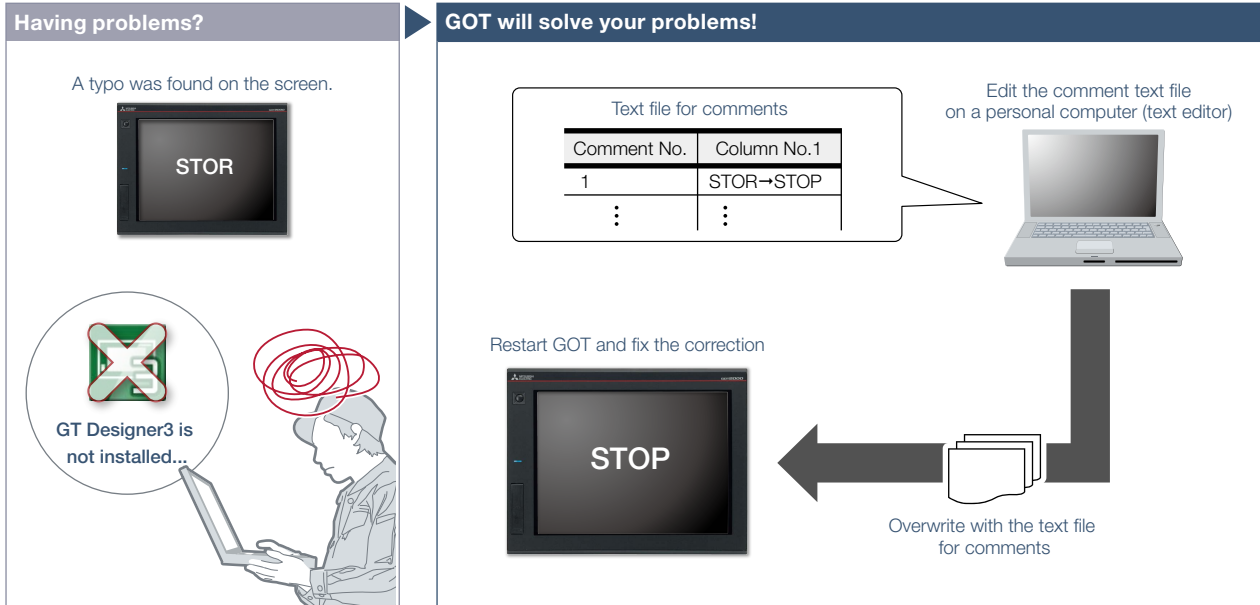 Having problems?
A typo was found on the screen.
STOR
GT Designer3 is
not installed...
GOT will solve your problems!
Text file for comments
Comment No. Column No.1
1 STOR→STOP
Edit the comment text file
on a personal computer (text editor)
Restart GOT and fix the correction
STOP
Overwrite with the text file
for comments